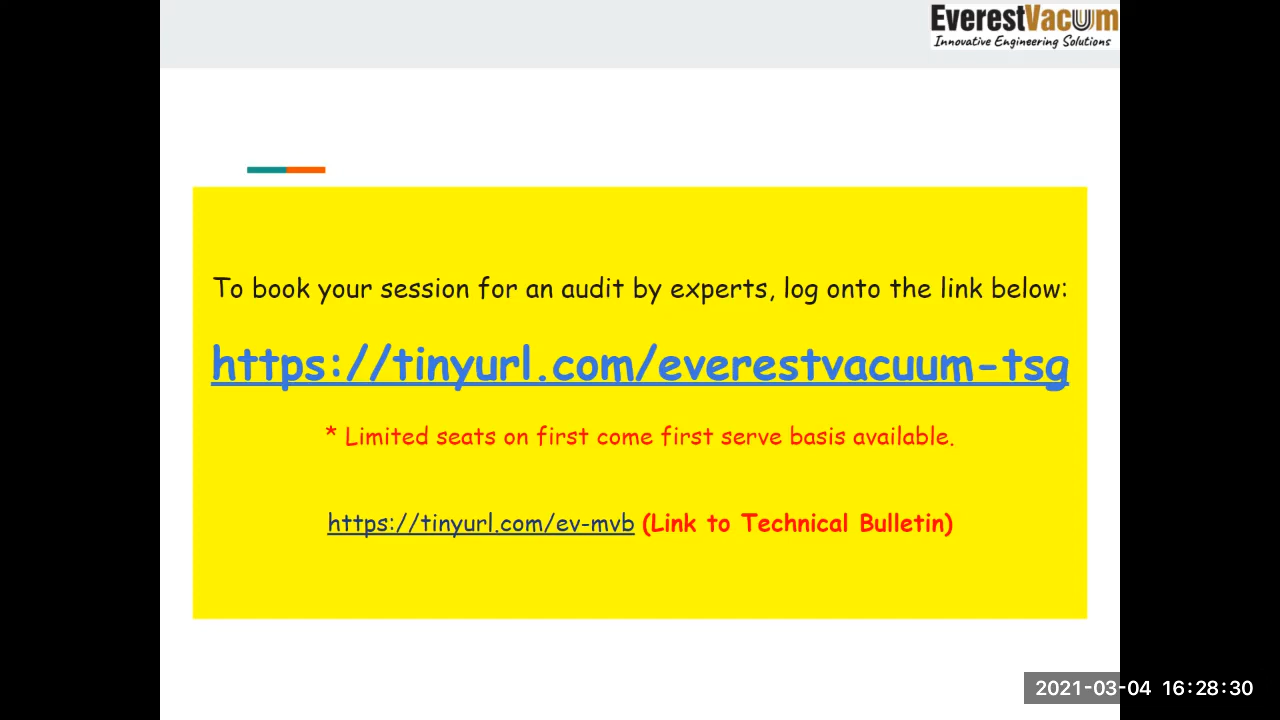 EverestVacuum
Innovative Engineering Solutions
To book your session for an audit by experts, log onto the link below:
https://tinyurl.com/everestvacuum-tsg
* Limited seats on first come first serve basis available.
https://tinyurl.com/ev-mvb (Link to Technical Bulletin)
2021-03-04 16:28:30